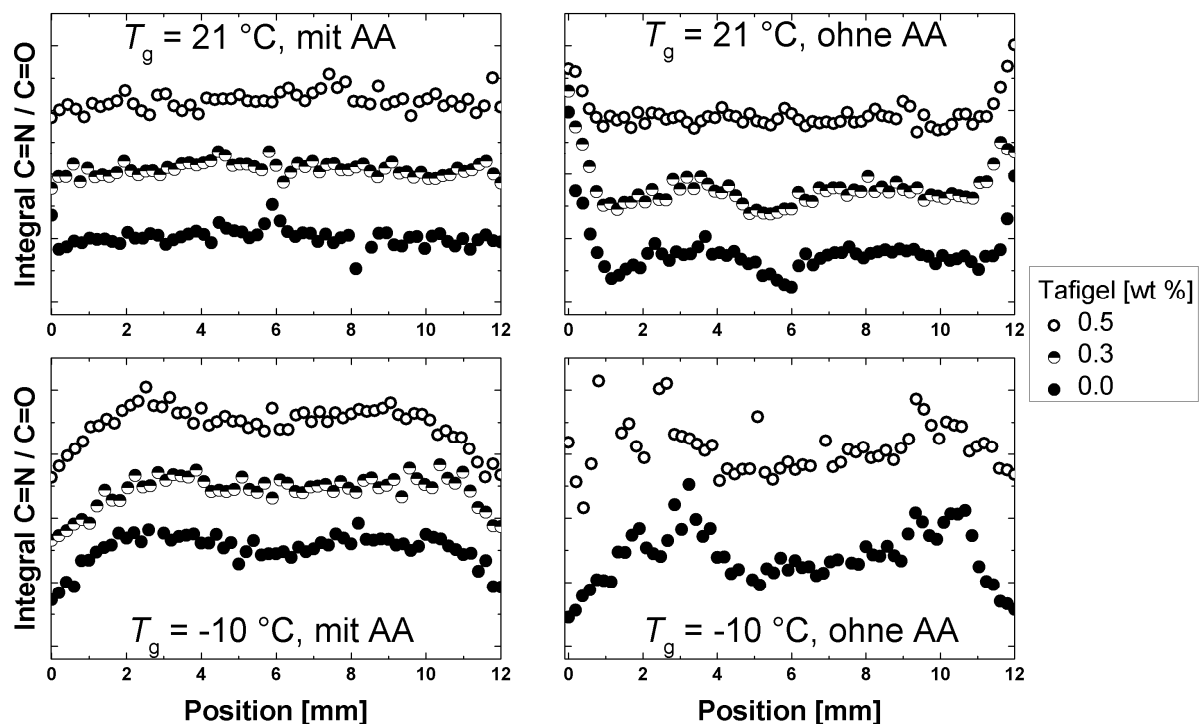 Tg = 21 °C, mit AA
Tg = 21 °C, ohne AA
Integral C=N / C=O
0 2 4 6 8 10 12
0 2 4 6 8 10 12
Tafigel [wt %]
0.5
0.3
0.0
Integral C=N / C=O
Tg = -10 °C, mit AA
Tg = -10 °C, ohne AA
0 2 4 6 8 10 12
0 2 4 6 8 10 12
Position [mm]
Position [mm]